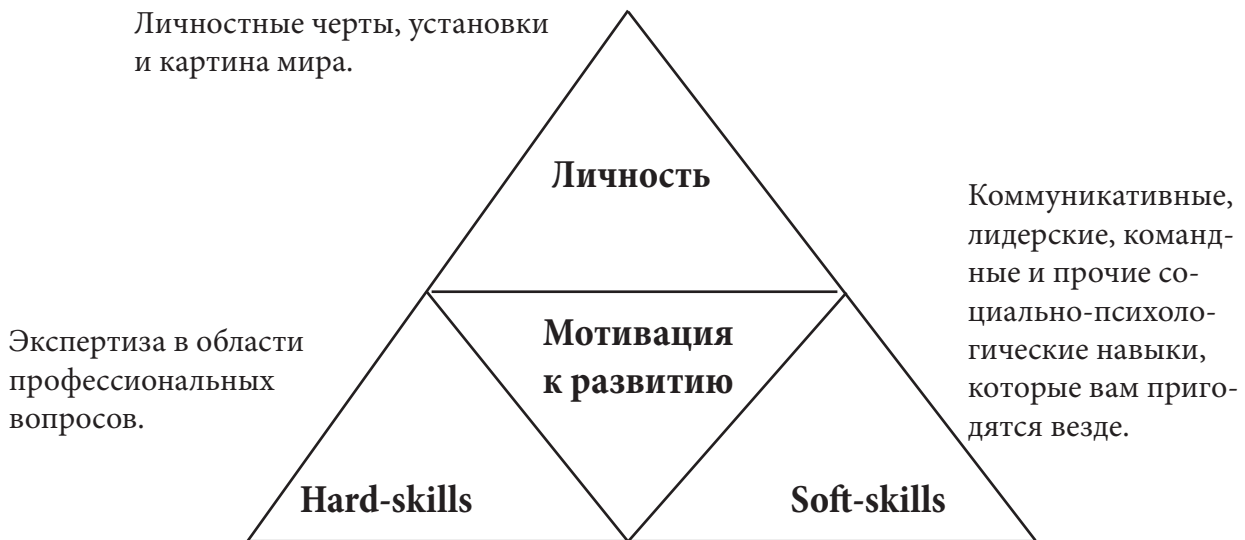 Личностные черты, установки
и картина мира.
Личность
Коммуникативные,
лидерские, команд-
ные и прочие со-
циально-психоло-
гические навыки,
которые вам приго-
дятся везде.
Экспертиза в области
профессиональных
вопросов.
Мотивация
к развитию
Hard-skills
Soft-skills